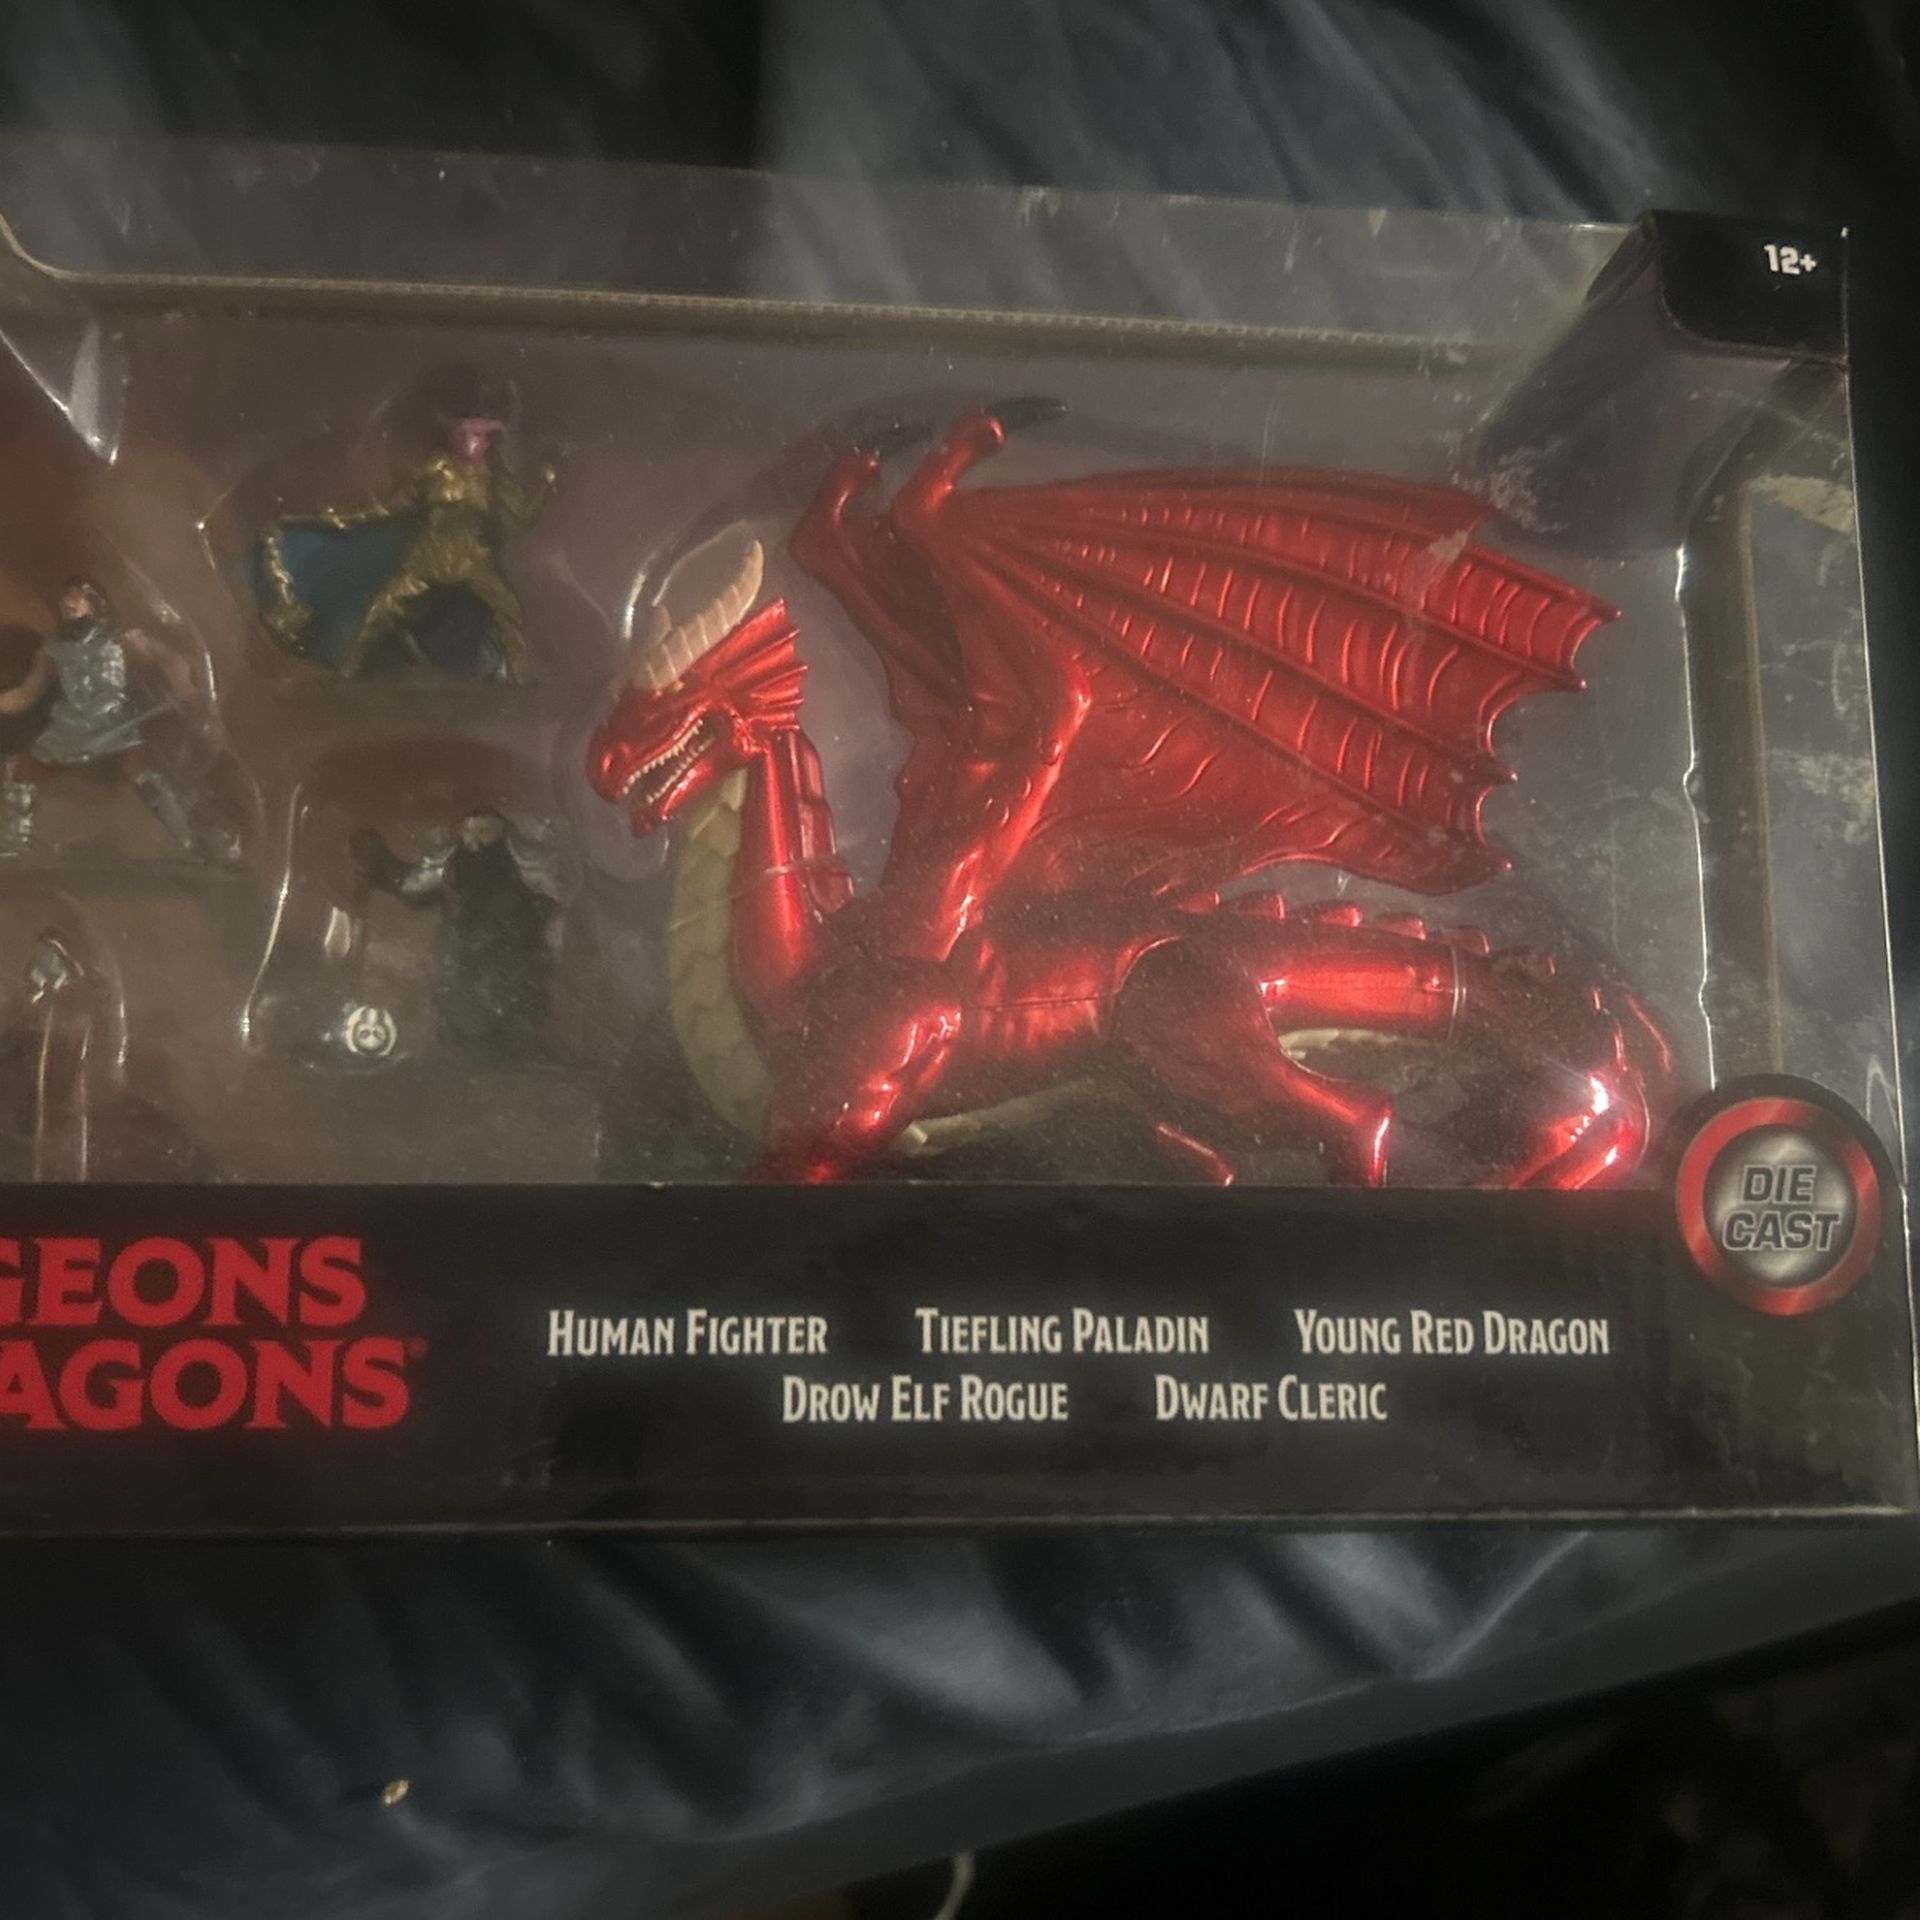 12+
DIE
CAST
GEONS
AGONS®
HUMAN FIGHTER TIEFLING PALADIN YOUNG RED DRAGON
DROW ELF ROGUE DWARF CLERIC